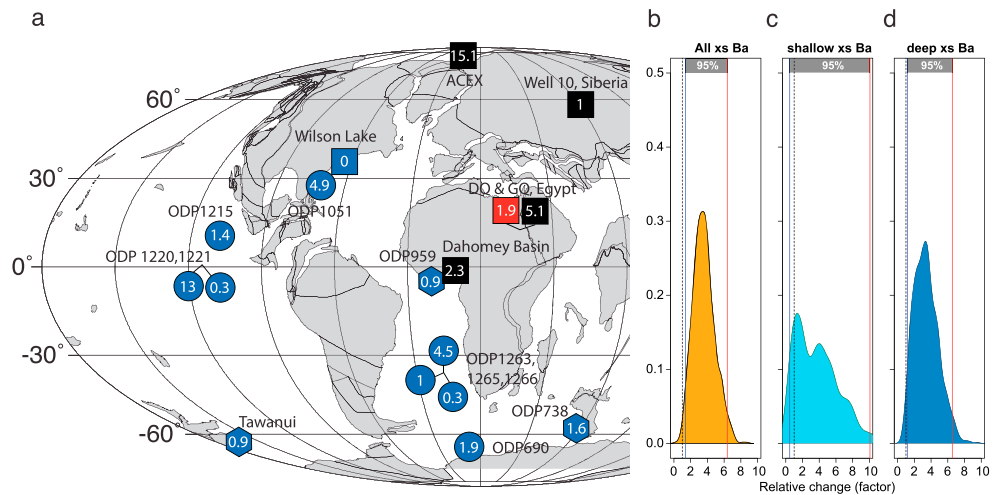 a
b
c
d
All xs Ba
shallow xs Ba
deep xs Ba
95%
95%
95%
15.1
ACEX
Well 10, Siberia
1
60°
Wilson Lake
0
30°
4.9
ODP1051
DQ & GQ, Egypt
1.9
5.1
ODP1215
1.4
ODP 1220,1221
13
0.3
0°
Dahomey Basin
ODP959
2.3
0.9
4.5
ODP1263,
1265,1266
1
0.3
-30°
ODP738
1.6
Tawanui
0.9
-60°
1.9
ODP690
0.5
0.4
0.3
0.2
0.1
0.0
0 2 4 6 8 10
0 2 4 6 8 10
0 2 4 6 8 10
Relative change (factor)